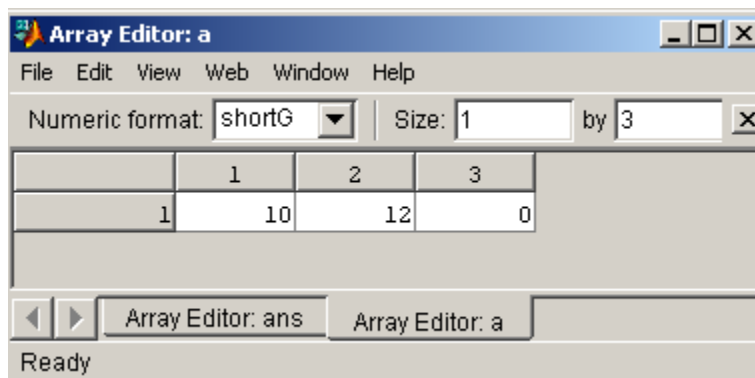 Array Editor: a
File Edit View Web Window Help
Numeric format: shortG Size: 1 by 3
1 2 3
1 10 12 0
Array Editor: ans Array Editor: a
Ready